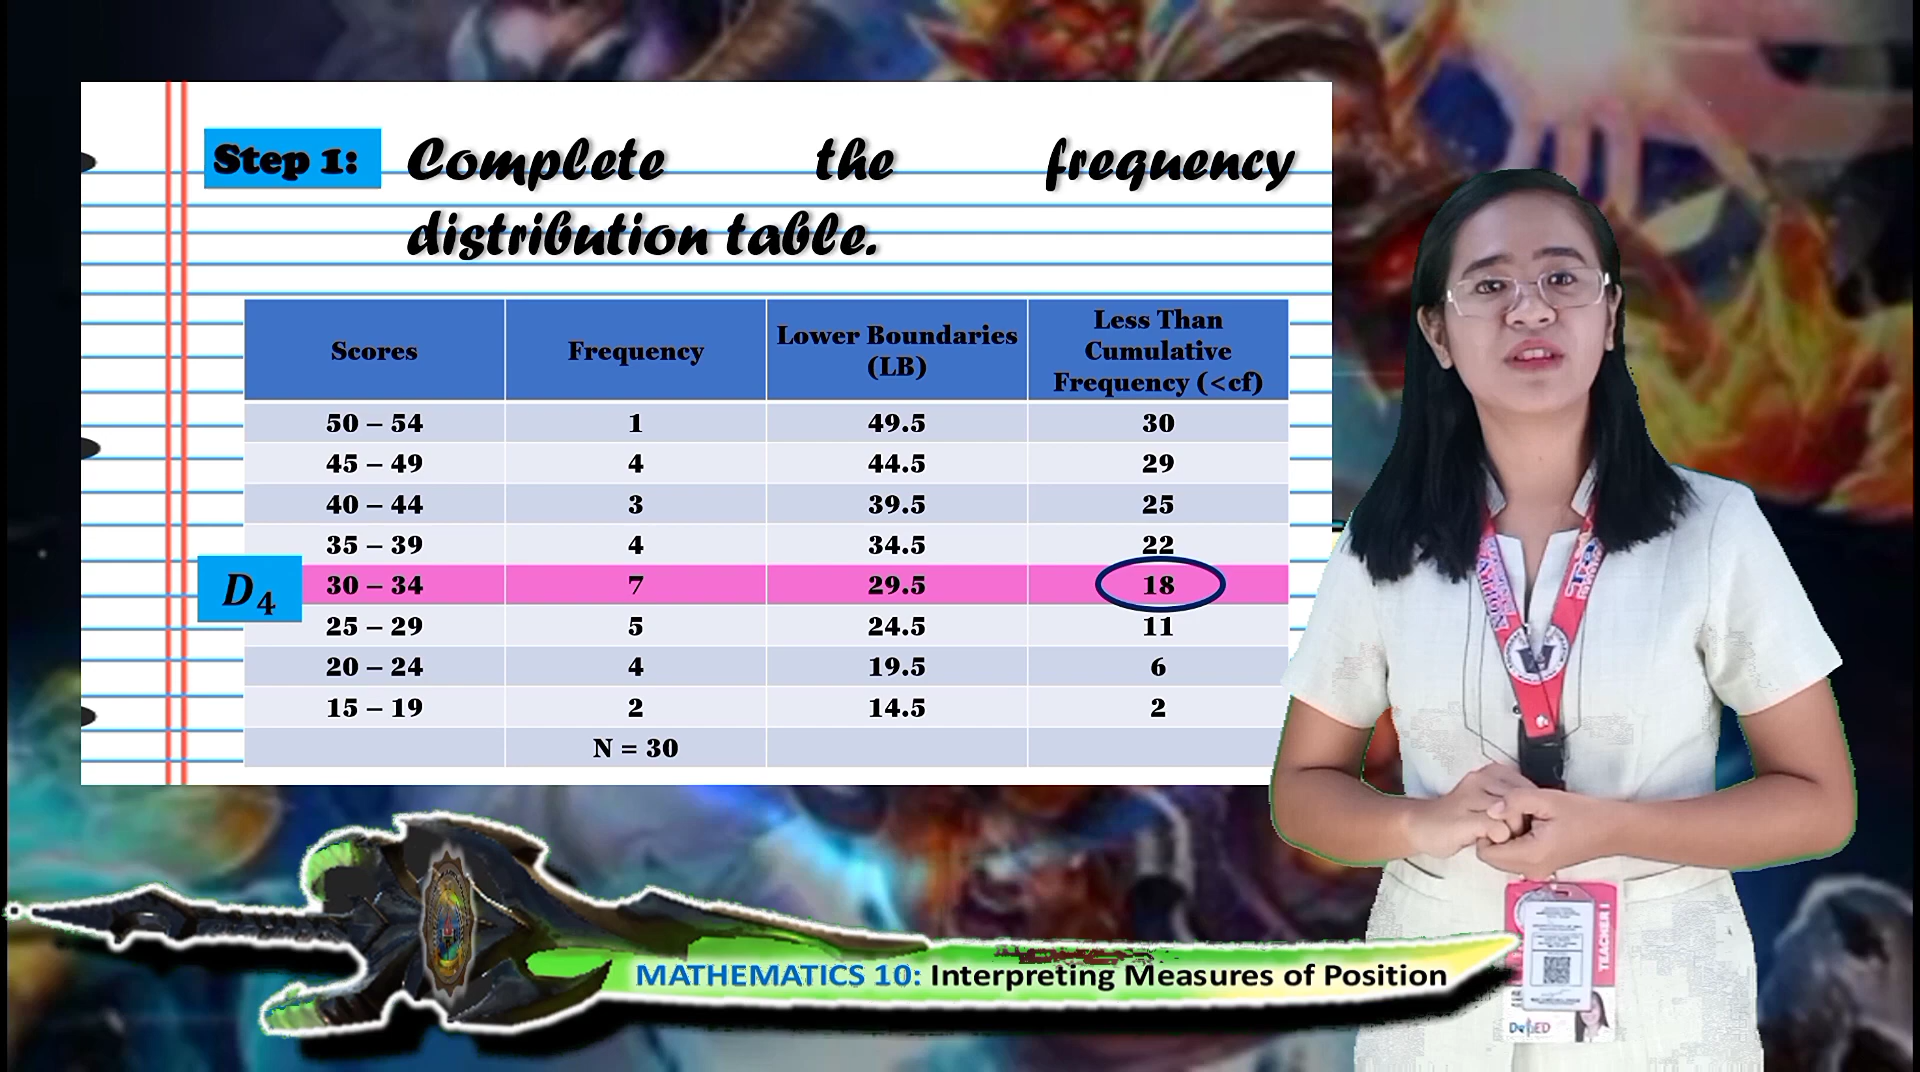 Step 1: Complete the frequency
distribution table.
Scores Frequency Lower Boundaries (LB) Less Than Cumulative Frequency (<cf)
50 – 54 1 49.5 30
45 – 49 4 44.5 29
40 – 44 3 39.5 25
35 – 39 4 34.5 22
D₄ 30 – 34 7 29.5 18
25 – 29 5 24.5 11
20 – 24 4 19.5 6
15 – 19 2 14.5 2
N = 30
MATHEMATICS 10: Interpreting Measures of Position
TEACHER I
DepED